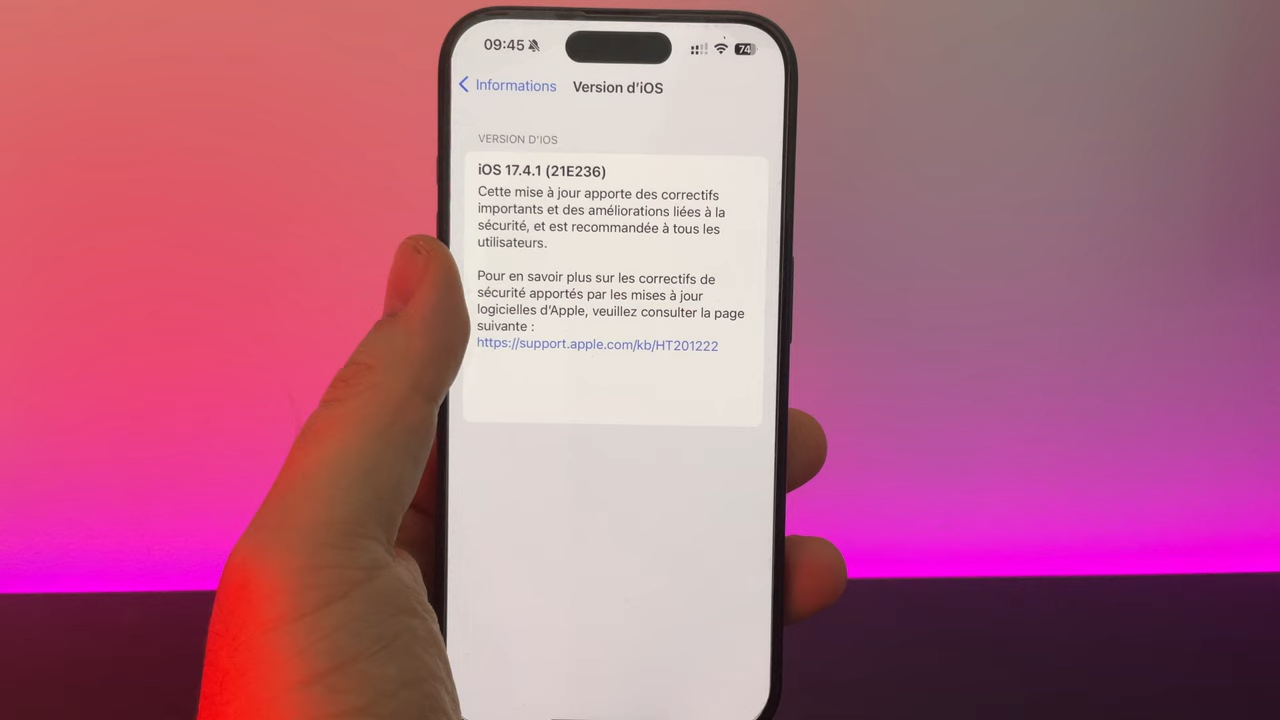 09:45
74
Informations
Version d'iOS
VERSION D'IOS
iOS 17.4.1 (21E236)
Cette mise à jour apporte des correctifs
importants et des améliorations liées à la
sécurité, et est recommandée à tous les
utilisateurs.
Pour en savoir plus sur les correctifs de
sécurité apportés par les mises à jour
logicielles d'Apple, veuillez consulter la page
suivante :
https://support.apple.com/kb/HT201222